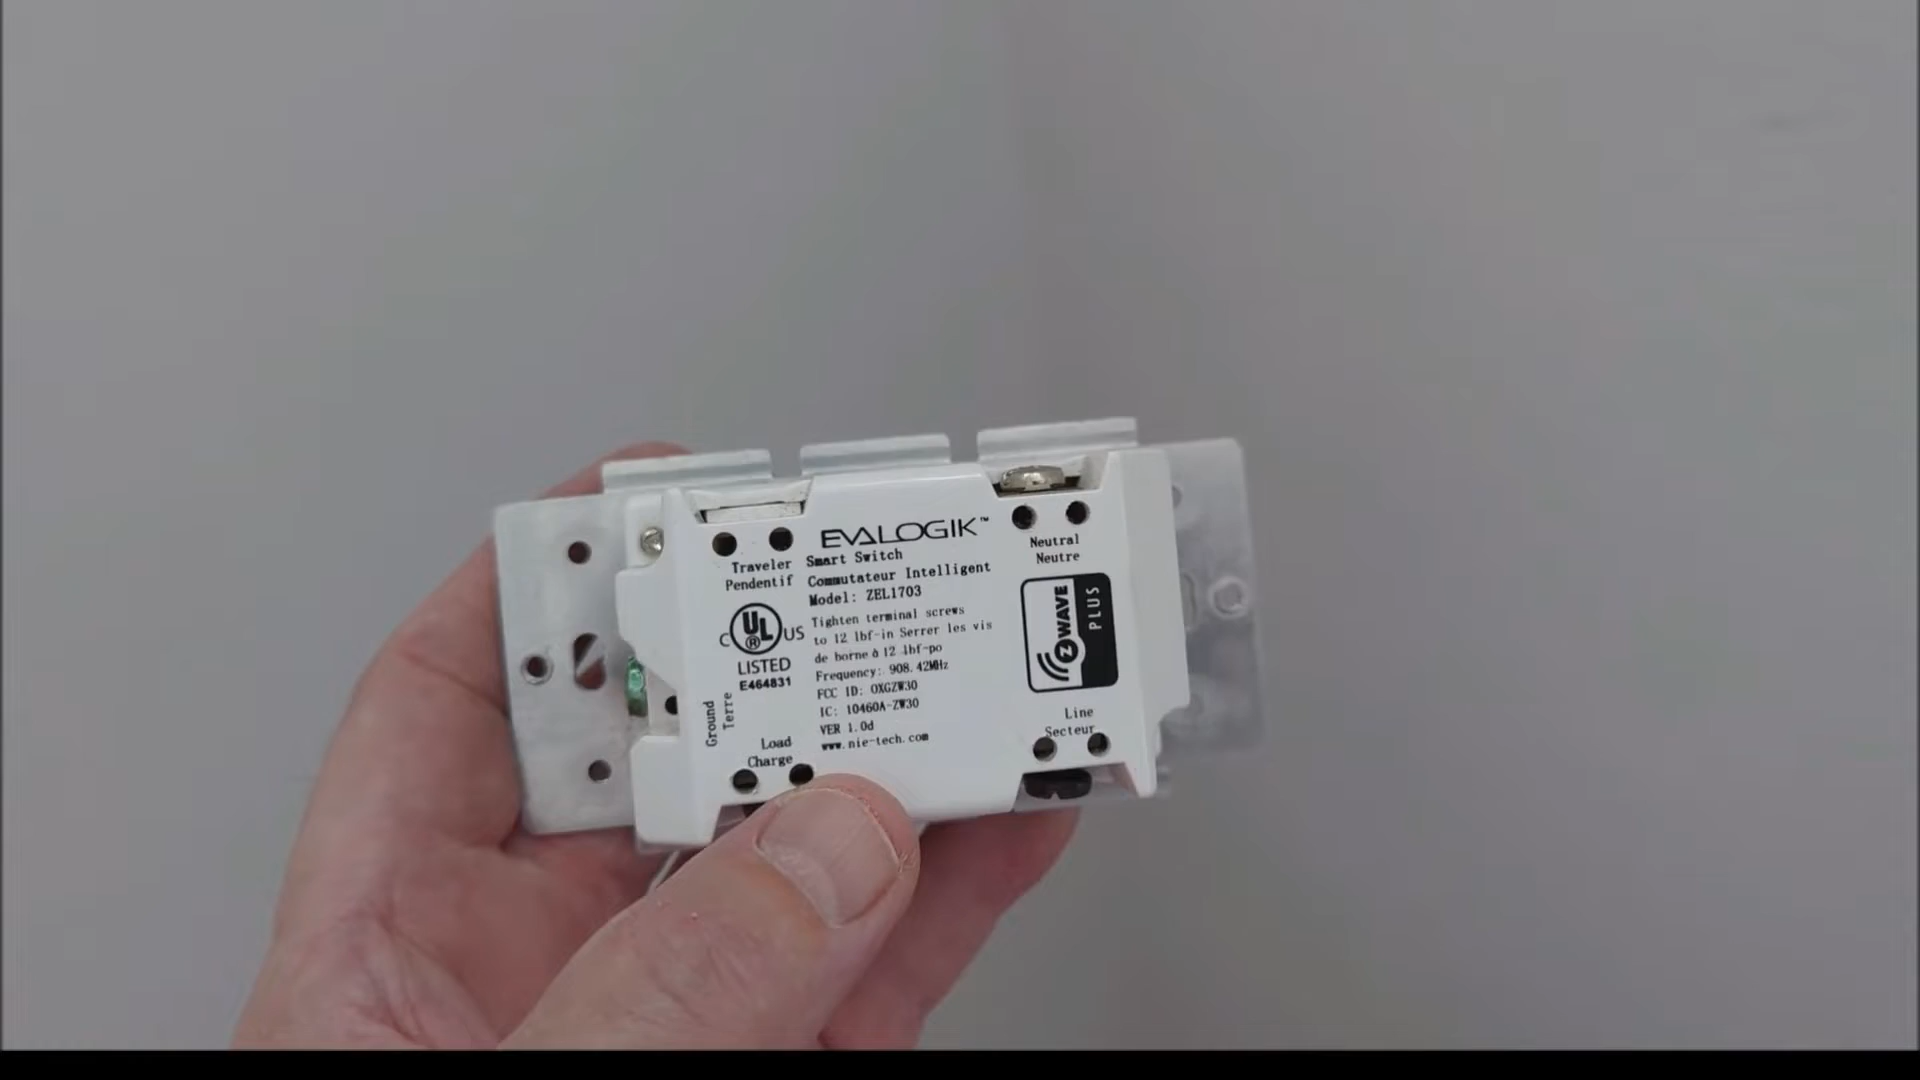 Traveler
Pendentif
C UL ® US
LISTED
E464831
Ground
Terre
Load
Charge
EVALOGIK™
Smart Switch
Commutateur Intelligent
Model: ZEL1703
Tighten terminal screws
to 12 lbf-in Serrer les vis
de borne à 12 lbf-po
Frequency: 908.42MHz
FCC ID: OXGZW30
IC: 10460A-ZW30
VER 1.0d
www.nie-tech.com
Neutral
Neutre
Z WAVE
PLUS
Line
Secteur